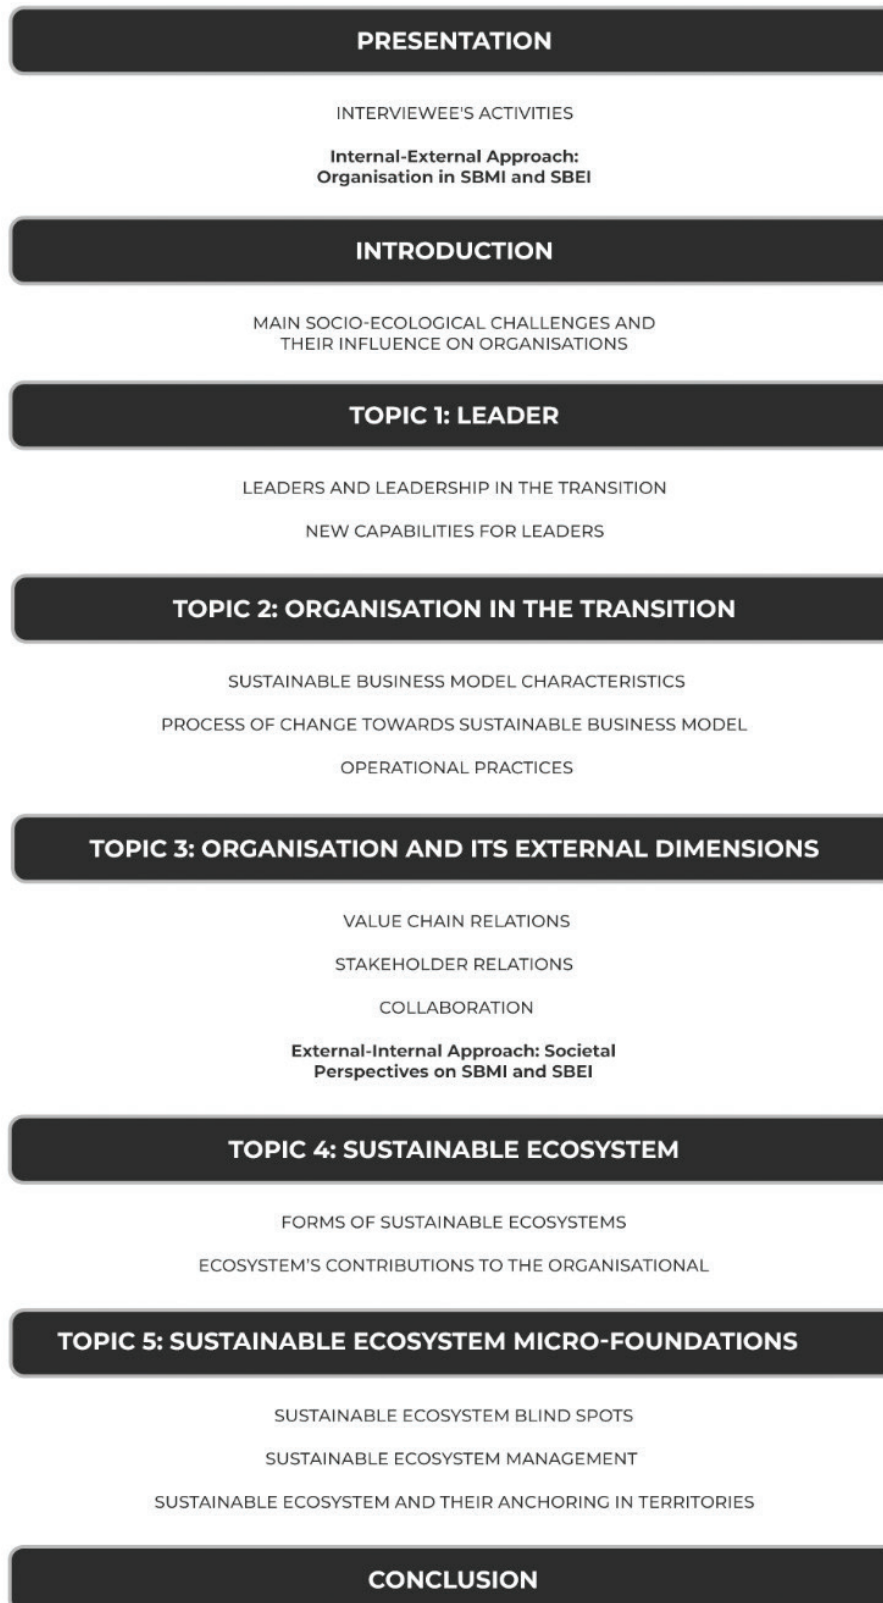 PRESENTATION
INTERVIEWEE'S ACTIVITIES
Internal-External Approach:
Organisation in SBMI and SBEI
INTRODUCTION
MAIN SOCIO-ECOLOGICAL CHALLENGES AND
THEIR INFLUENCE ON ORGANISATIONS
TOPIC 1: LEADER
LEADERS AND LEADERSHIP IN THE TRANSITION
NEW CAPABILITIES FOR LEADERS
TOPIC 2: ORGANISATION IN THE TRANSITION
SUSTAINABLE BUSINESS MODEL CHARACTERISTICS
PROCESS OF CHANGE TOWARDS SUSTAINABLE BUSINESS MODEL
OPERATIONAL PRACTICES
TOPIC 3: ORGANISATION AND ITS EXTERNAL DIMENSIONS
VALUE CHAIN RELATIONS
STAKEHOLDER RELATIONS
COLLABORATION
External-Internal Approach: Societal
Perspectives on SBMI and SBEI
TOPIC 4: SUSTAINABLE ECOSYSTEM
FORMS OF SUSTAINABLE ECOSYSTEMS
ECOSYSTEM’S CONTRIBUTIONS TO THE ORGANISATIONAL
TOPIC 5: SUSTAINABLE ECOSYSTEM MICRO-FOUNDATIONS
SUSTAINABLE ECOSYSTEM BLIND SPOTS
SUSTAINABLE ECOSYSTEM MANAGEMENT
SUSTAINABLE ECOSYSTEM AND THEIR ANCHORING IN TERRITORIES
CONCLUSION